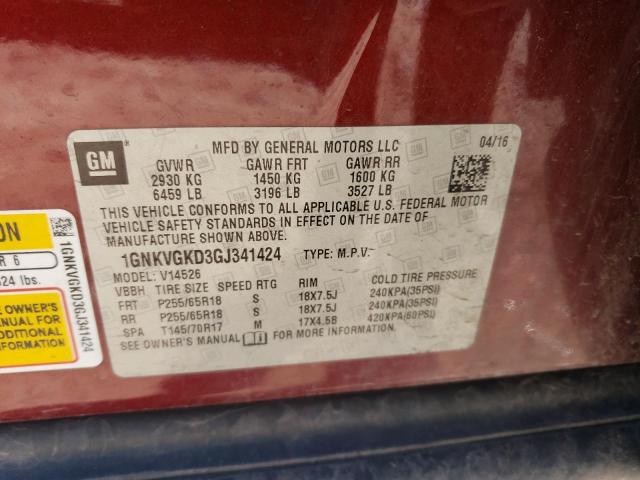 GM
MFD BY GENERAL MOTORS LLC 04/16
GVWR GAWR FRT GAWR RR
2930 KG 1450 KG 1600 KG
6459 LB 3196 LB 3527 LB
THIS VEHICLE CONFORMS TO ALL APPLICABLE U.S. FEDERAL MOTOR
VEHICLE SAFETY STANDARDS IN EFFECT ON THE DATE OF
MANUFACTURE SHOWN ABOVE.
1GNKVGKD3GJ341424 TYPE: M.P.V.
MODEL: V14526
VBBH TIRE SIZE SPEED RTG RIM COLD TIRE PRESSURE
FRT P255/65R18 S 18X7.5J 240KPA(35PSI)
RR P255/65R18 S 18X7.5J 240KPA(35PSI)
SPA T145/70R17 M 17X4.5B 420KPA(60PSI)
SEE OWNER'S MANUAL FOR MORE INFORMATION.
ON
R 6
24 lbs.
OWNER'S
MANUAL FOR
ADDITIONAL
INFORMATION
1GNKVGKD3GJ341424